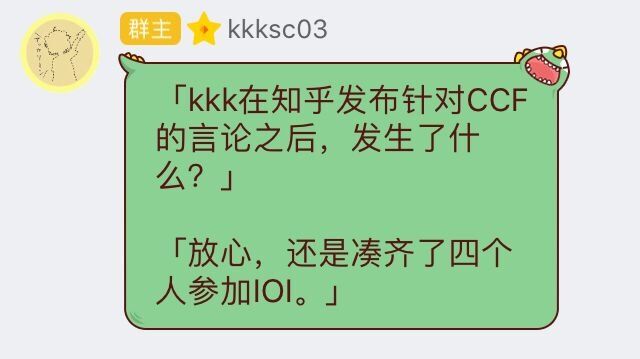 群主 kkksc03
「kkk在知乎发布针对CCF
的言论之后，发生了什
么？」
「放心，还是凑齐了四个
人参加IOI。」